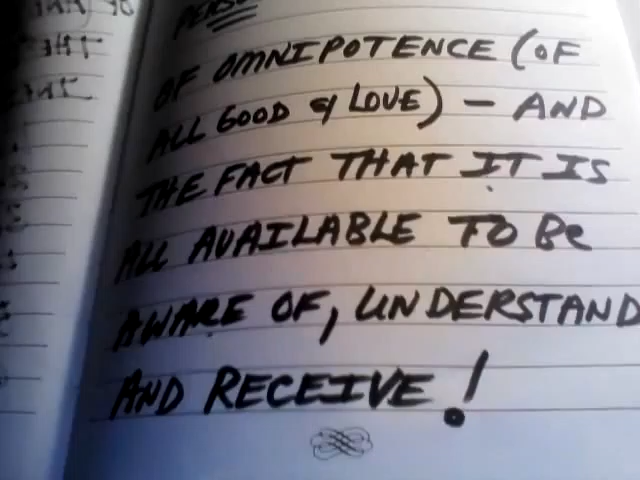 OF OMNIPOTENCE (OF
ALL GOOD & LOVE) — AND
THE FACT THAT IT IS
ALL AVAILABLE TO Be
AWARE OF, UNDERSTAND
AND RECEIVE!